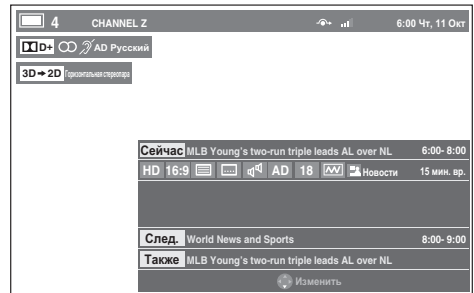 4 CHANNEL Z 6:00 Чт, 11 Окт
D+ AD Русский
3D➔2D Горизонтальная стереопара
Сейчас MLB Young's two-run triple leads AL over NL 6:00- 8:00
HD 16:9 AD 18 Новости 15 мин. вр.
След. World News and Sports 8:00- 9:00
Также MLB Young's two-run triple leads AL over NL
Изменить